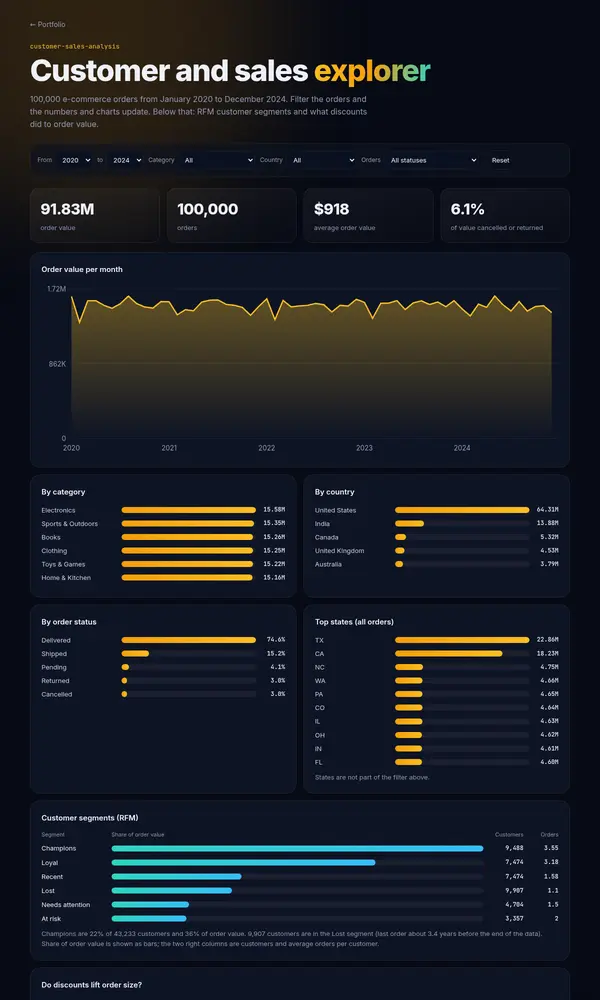 ← Portfolio
customer-sales-analysis
Customer and sales explorer
100,000 e-commerce orders from January 2020 to December 2024. Filter the orders and
the numbers and charts update. Below that: RFM customer segments and what discounts
did to order value.
From 2020 to 2024 Category All Country All Orders All statuses Reset
91.83M 100,000 $918 6.1%
order value orders average order value of value cancelled or returned
Order value per month
1.72M
862K
0
2020 2021 2022 2023 2024
By category
Electronics 15.58M
Sports & Outdoors 15.35M
Books 15.26M
Clothing 15.25M
Toys & Games 15.22M
Home & Kitchen 15.16M
By country
United States 64.31M
India 13.88M
Canada 5.32M
United Kingdom 4.53M
Australia 3.79M
By order status
Delivered 74.6%
Shipped 15.2%
Pending 4.1%
Returned 3.0%
Cancelled 3.0%
Top states (all orders)
TX 22.86M
CA 18.23M
NC 4.75M
WA 4.66M
PA 4.65M
CO 4.64M
IL 4.63M
OH 4.62M
IN 4.61M
FL 4.60M
States are not part of the filter above.
Customer segments (RFM)
Segment Share of order value Customers Orders
Champions 9,488 3.55
Loyal 7,474 3.18
Recent 7,474 1.58
Lost 9,907 1.1
Needs attention 4,704 1.5
At risk 3,357 2
Champions are 22% of 43,233 customers and 36% of order value. 9,907 customers are in the Lost segment (last order about 3.4 years before the end of the data).
Share of order value is shown as bars; the two right columns are customers and average orders per customer.
Do discounts lift order size?